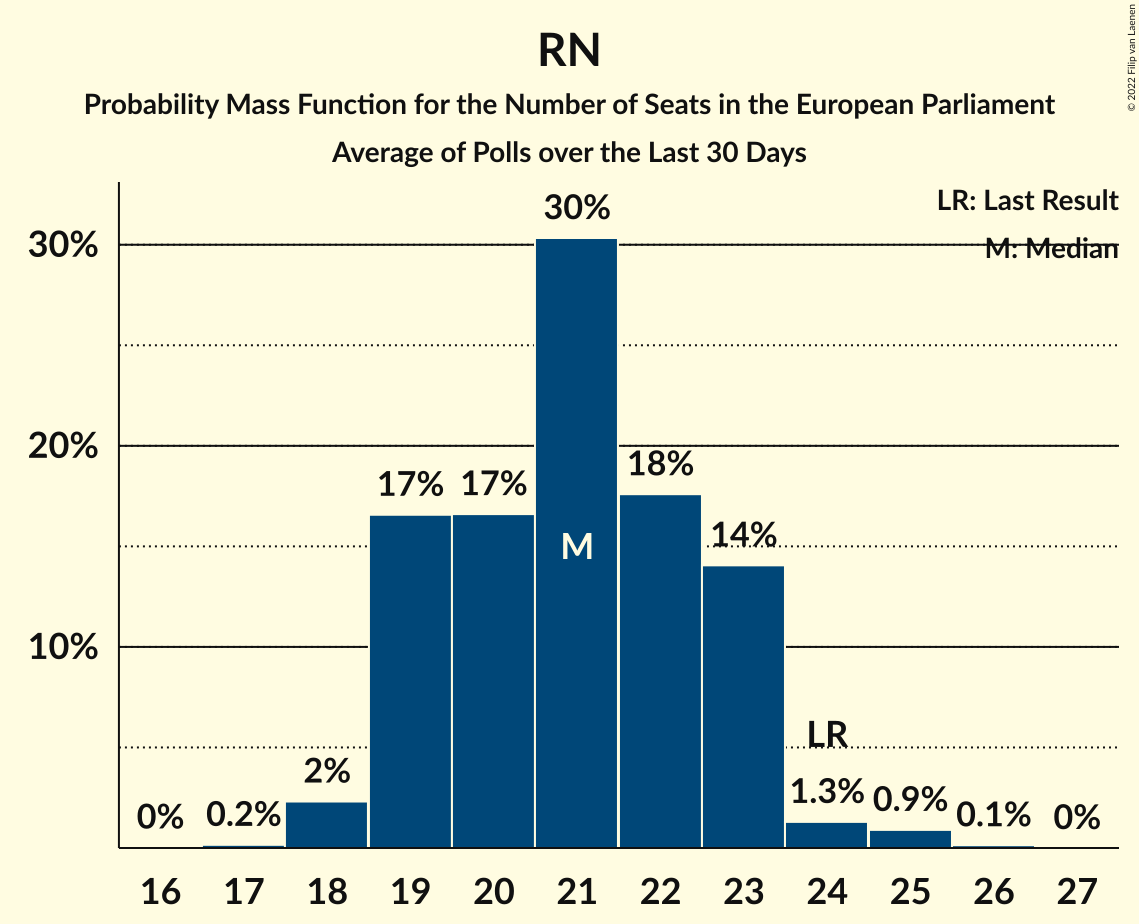 RN
Probability Mass Function for the Number of Seats in the European Parliament
Average of Polls over the Last 30 Days
© 2022 Filip van Laenen
LR: Last Result
M: Median
30%
20%
10%
0%
0.2%
2%
17%
17%
30%
18%
14%
1.3%
0.9%
0.1%
0%
M
LR
16 17 18 19 20 21 22 23 24 25 26 27